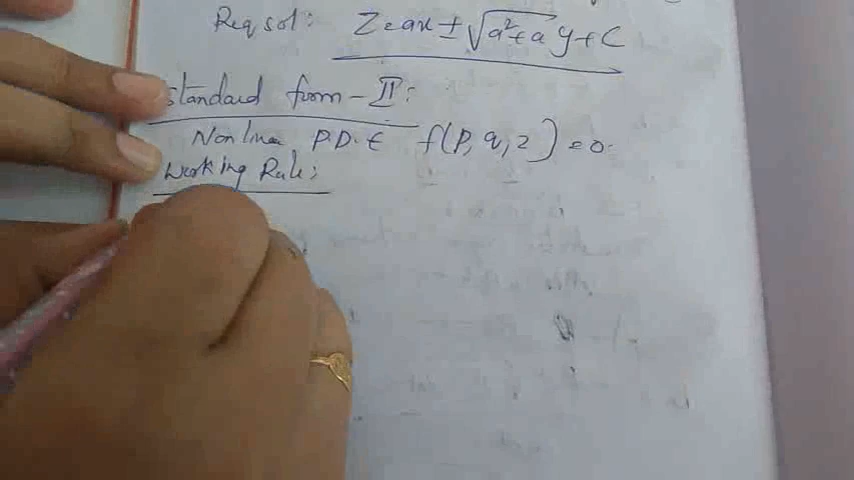 Req sol: Z = ax ± √a²+a y + C
Standard form - II:
Non linear P.D.E f(P, q, z) = 0.
Working Rule: